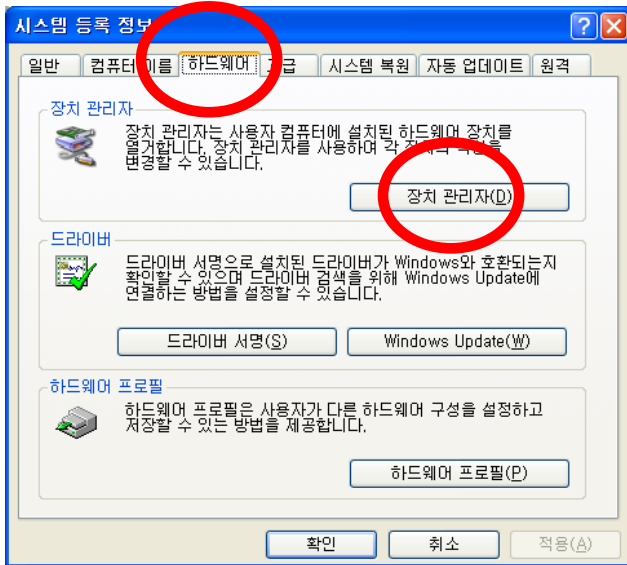 시스템 등록 정보
일반 컴퓨터 이름 하드웨어 고급 시스템 복원 자동 업데이트 원격
장치 관리자
장치 관리자는 사용자 컴퓨터에 설치된 하드웨어 장치를
열거합니다. 장치 관리자를 사용하여 각
변경할 수 있습니다.
장치 관리자(D)
드라이버
드라이버 서명으로 설치된 드라이버가 Windows와 호환되는지
확인할 수 있으며 드라이버 검색을 위해 Windows Update에
연결하는 방법을 설정할 수 있습니다.
드라이버 서명(S) Windows Update(W)
하드웨어 프로필
하드웨어 프로필은 사용자가 다른 하드웨어 구성을 설정하고
저장할 수 있는 방법을 제공합니다.
하드웨어 프로필(P)
확인 취소 적용(A)